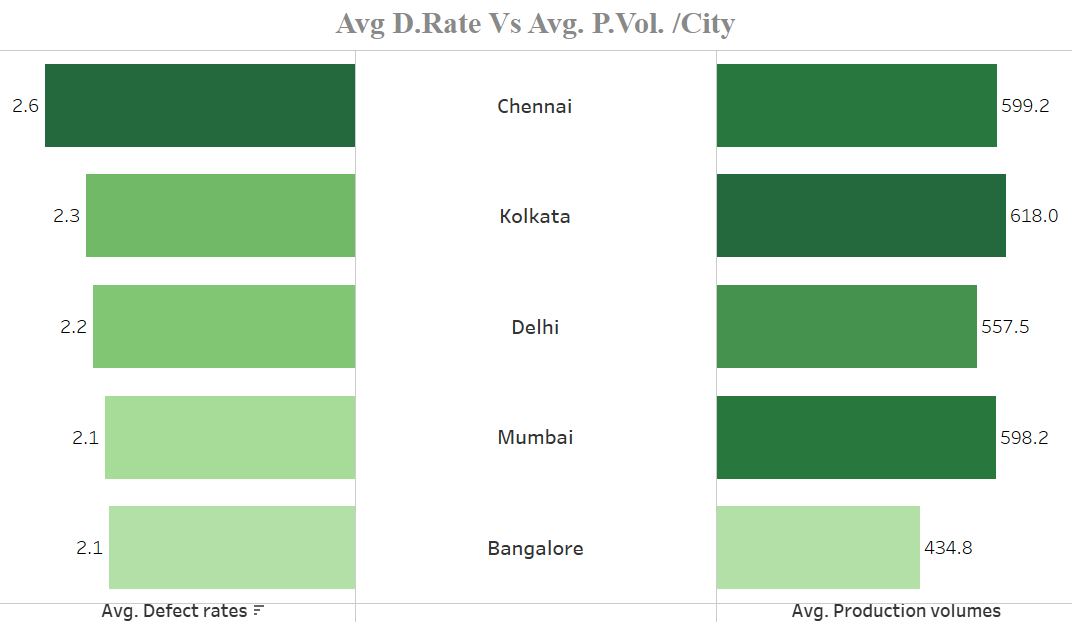 Avg D.Rate Vs Avg. P.Vol. /City
2.6 Chennai 599.2
2.3 Kolkata 618.0
2.2 Delhi 557.5
2.1 Mumbai 598.2
2.1 Bangalore 434.8
Avg. Defect rates Avg. Production volumes